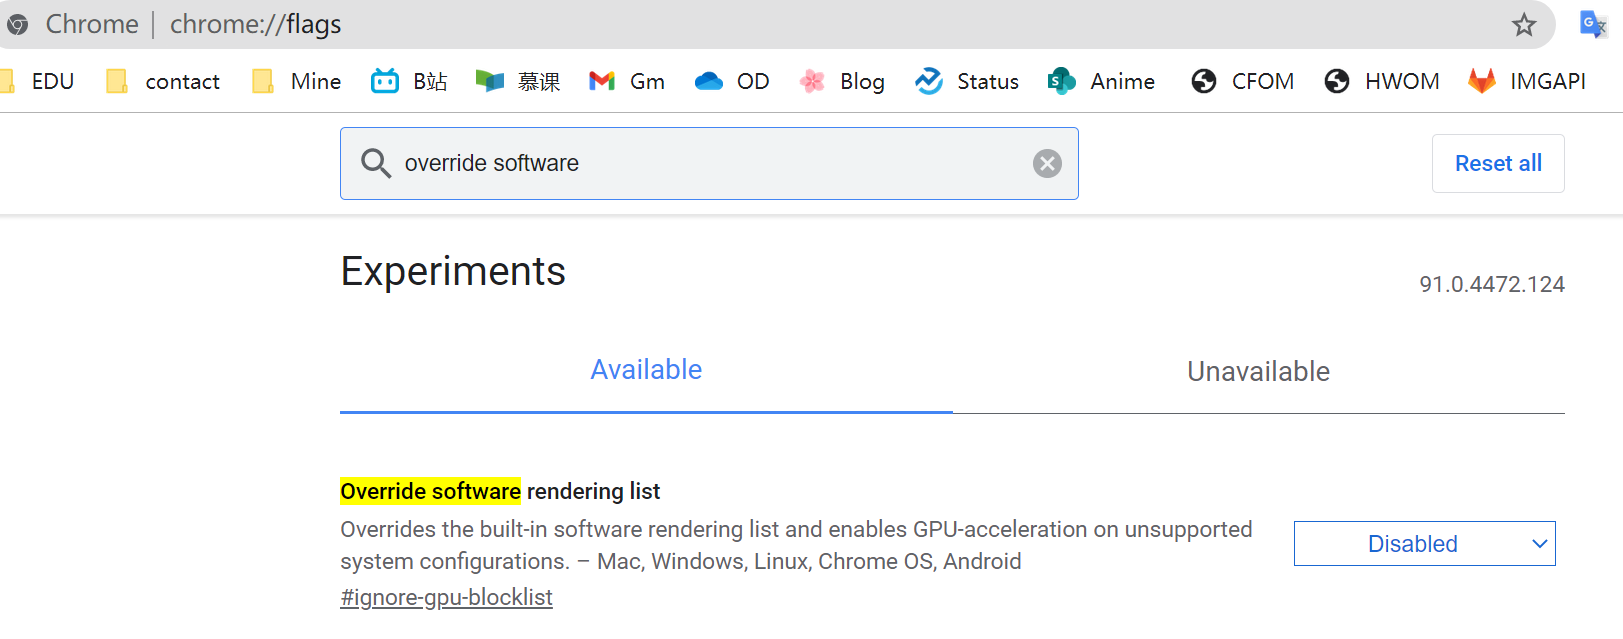 Chrome | chrome://flags
EDU contact Mine B站 慕课 Gm OD Blog Status Anime CFOM HWOM IMGAPI
override software
Reset all
Experiments
91.0.4472.124
Available
Unavailable
Override software rendering list
Overrides the built-in software rendering list and enables GPU-acceleration on unsupported
system configurations. – Mac, Windows, Linux, Chrome OS, Android
#ignore-gpu-blocklist
Disabled